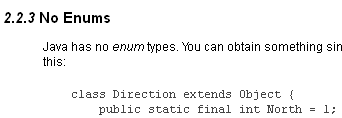 2.2.3 No Enums
Java has no enum types. You can obtain something sin
this:
class Direction extends Object {
public static final int North = 1;